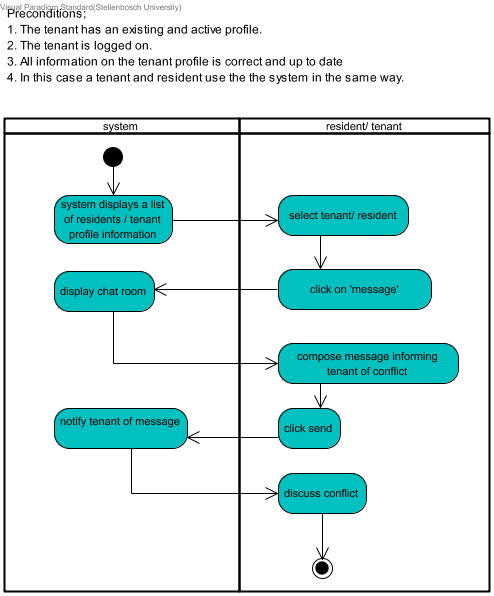 Visual Paradigm Standard(Stellenbosch University)
Preconditions;
1. The tenant has an existing and active profile.
2. The tenant is logged on.
3. All information on the tenant profile is correct and up to date
4. In this case a tenant and resident use the the system in the same way.
system
resident/ tenant
system displays a list
of residents / tenant
profile information
select tenant/ resident
click on 'message'
display chat room
compose message informing
tenant of conflict
click send
notify tenant of message
discuss conflict